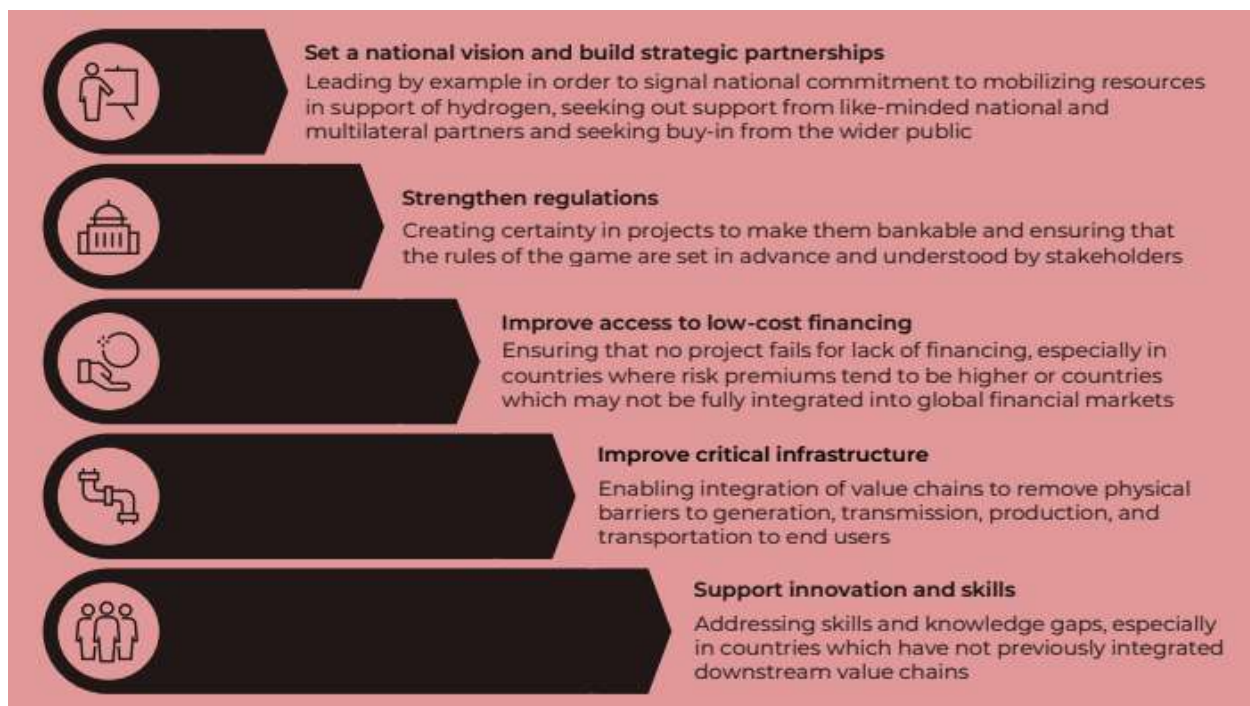 Set a national vision and build strategic partnerships
Leading by example in order to signal national commitment to mobilizing resources
in support of hydrogen, seeking out support from like-minded national and
multilateral partners and seeking buy-in from the wider public
Strengthen regulations
Creating certainty in projects to make them bankable and ensuring that
the rules of the game are set in advance and understood by stakeholders
Improve access to low-cost financing
Ensuring that no project fails for lack of financing, especially in
countries where risk premiums tend to be higher or countries
which may not be fully integrated into global financial markets
Improve critical infrastructure
Enabling integration of value chains to remove physical
barriers to generation, transmission, production, and
transportation to end users
Support innovation and skills
Addressing skills and knowledge gaps, especially
in countries which have not previously integrated
downstream value chains